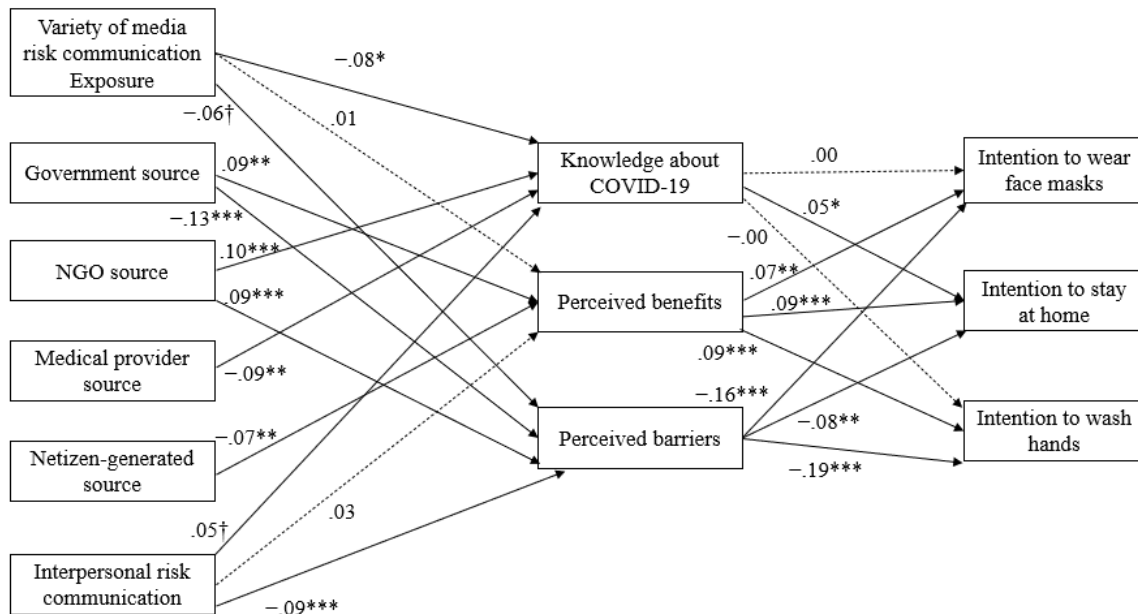 Variety of media
risk communication
Exposure
−.08*
−.06†
.01
Government source
.09**
−.13***
Knowledge about
COVID-19
.00
Intention to wear
face masks
.05*
−.00
NGO source
.10***
.09***
Perceived benefits
.07**
.09***
Intention to stay
at home
Medical provider
source
−.09**
.09***
−.16***
Perceived barriers
−.08**
Intention to wash
hands
−.19***
Netizen-generated
source
−.07**
.05†
.03
Interpersonal risk
communication
−.09***